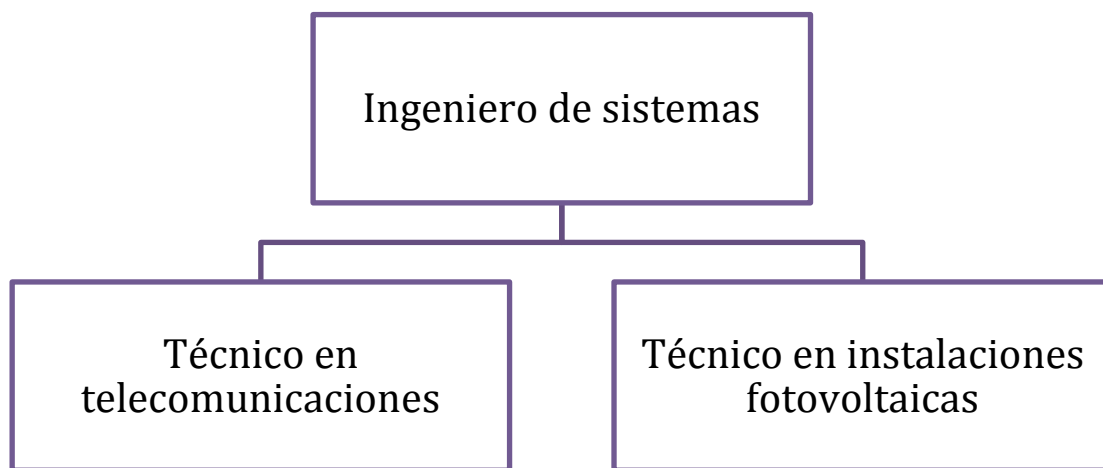 Ingeniero de sistemas
Técnico en
telecomunicaciones
Técnico en instalaciones
fotovoltaicas